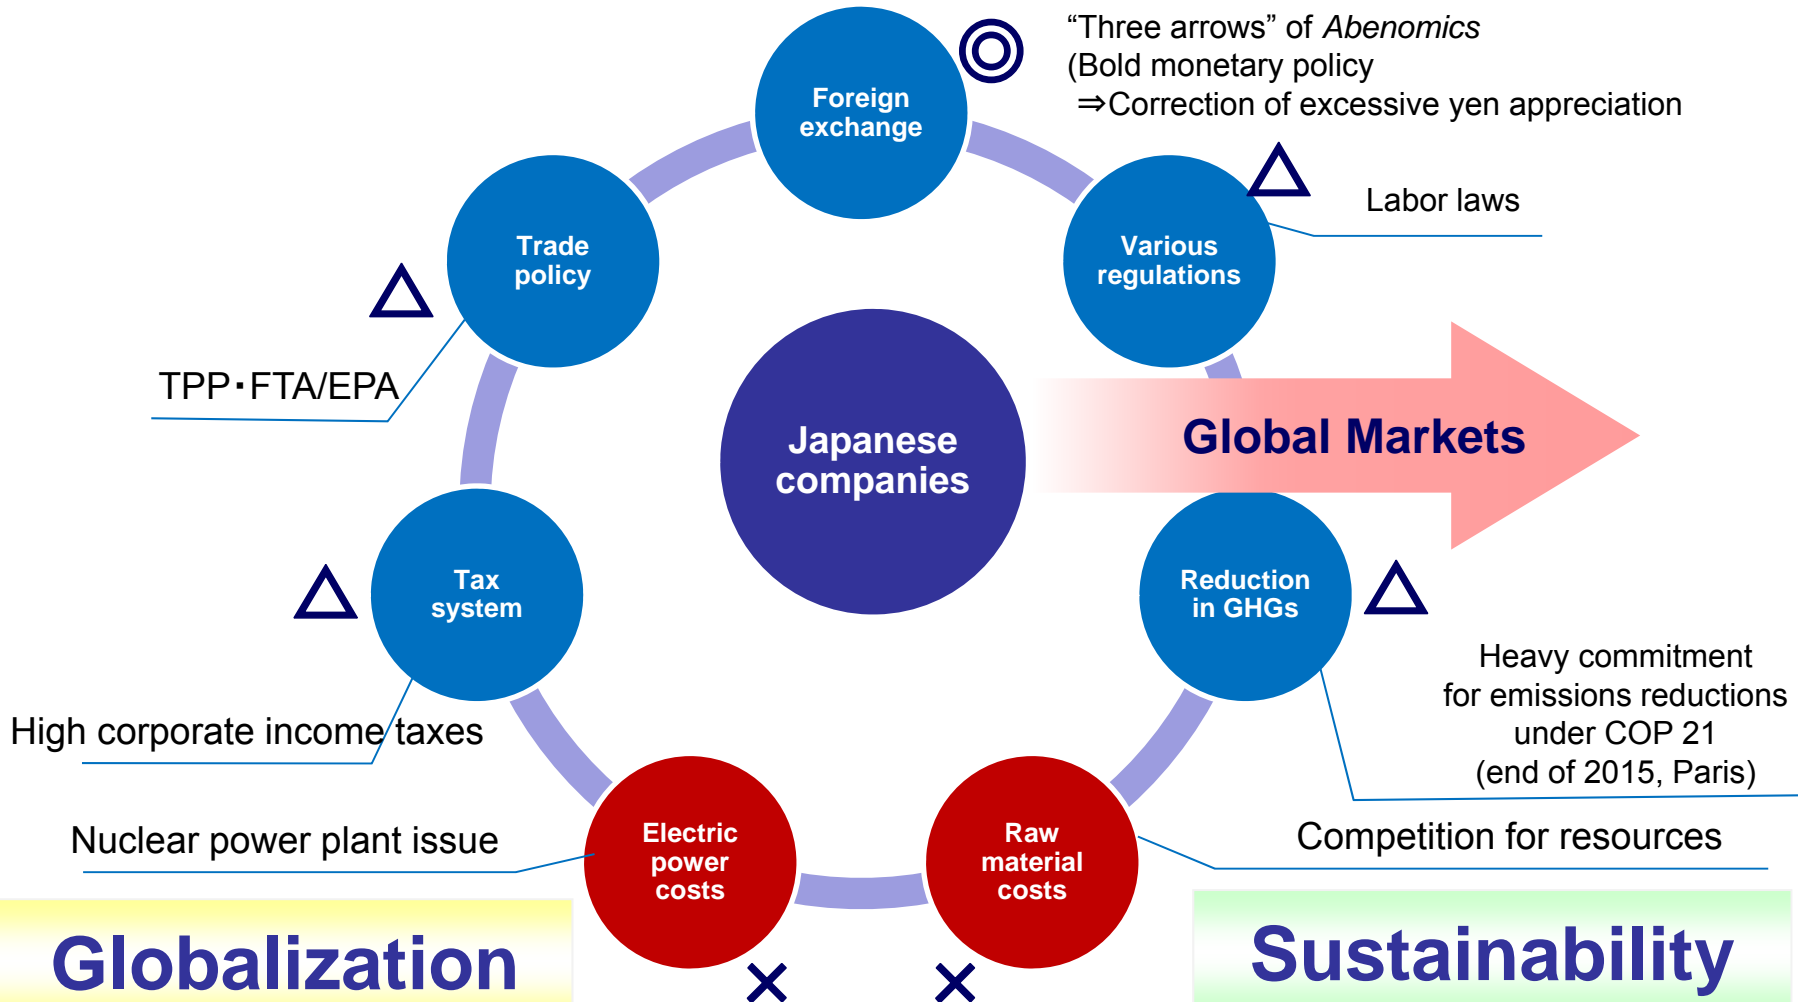 “Three arrows” of Abenomics
(Bold monetary policy
⇒Correction of excessive yen appreciation
Foreign
exchange
Labor laws
Various
regulations
Trade
policy
TPP・FTA/EPA
Japanese
companies
Global Markets
Tax
system
High corporate income taxes
Reduction
in GHGs
Heavy commitment
for emissions reductions
under COP 21
(end of 2015, Paris)
Nuclear power plant issue
Electric
power
costs
Raw
material
costs
Competition for resources
Globalization
Sustainability